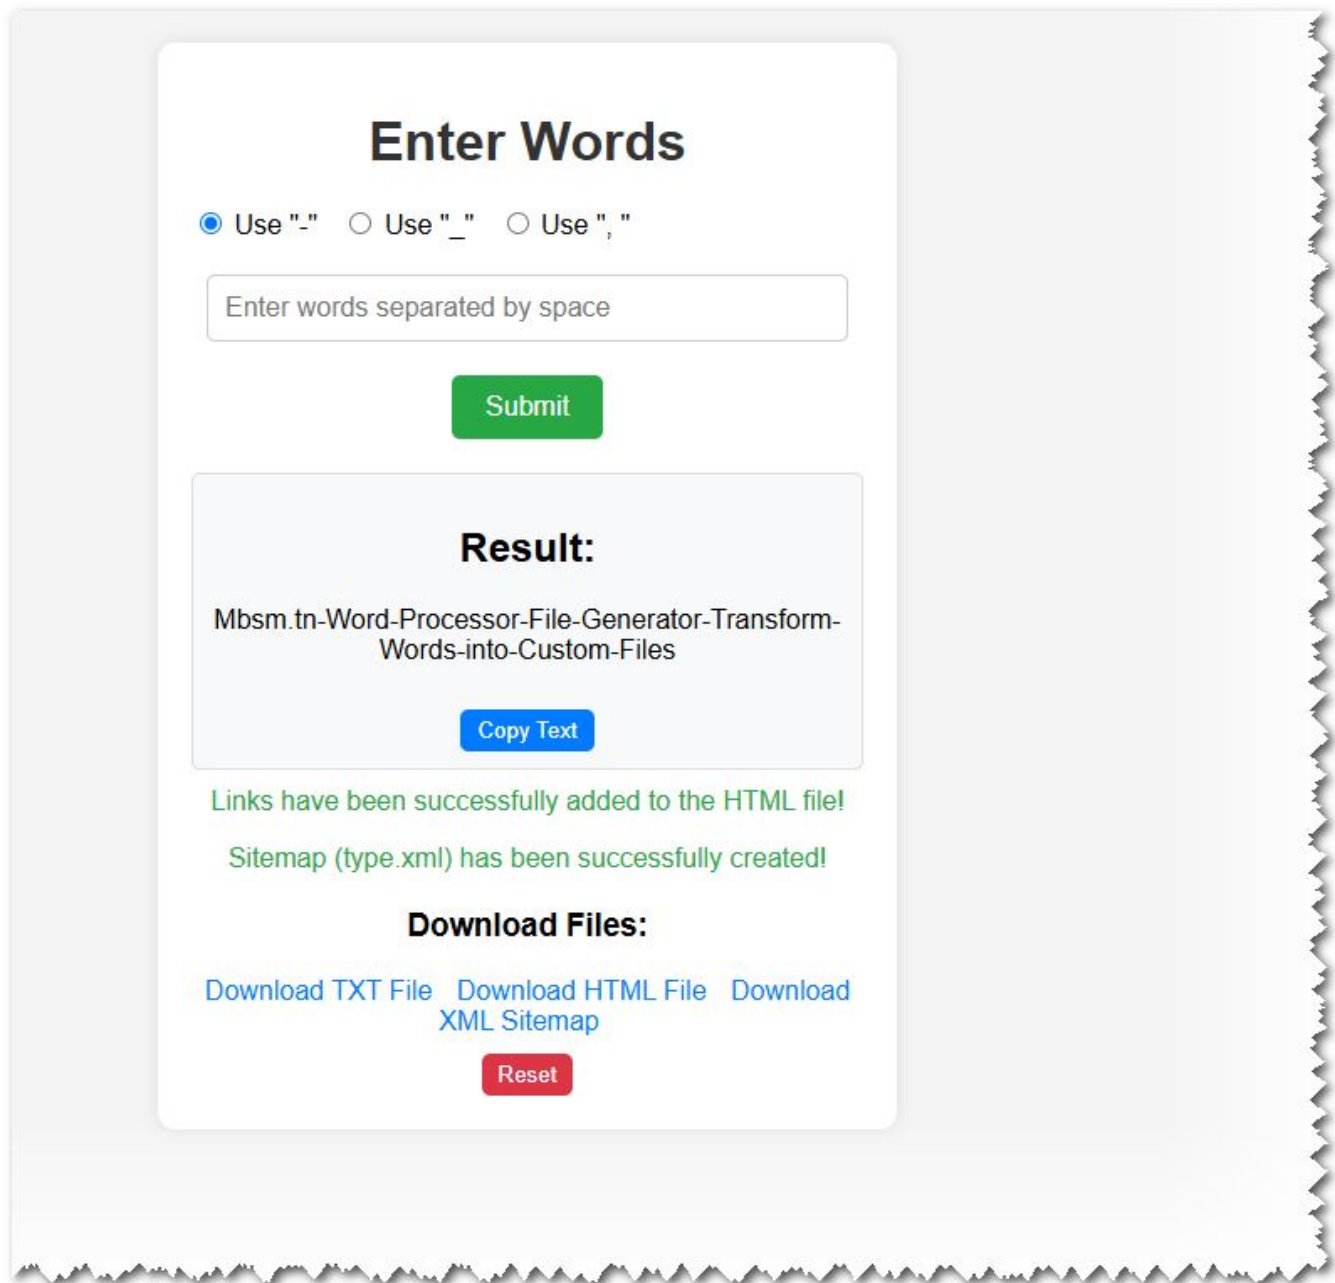 Enter Words
Use "-" Use "_" Use ", "
Enter words separated by space
Submit
Result:
Mbsm.tn-Word-Processor-File-Generator-Transform-
Words-into-Custom-Files
Copy Text
Links have been successfully added to the HTML file!
Sitemap (type.xml) has been successfully created!
Download Files:
Download TXT File Download HTML File Download
XML Sitemap
Reset